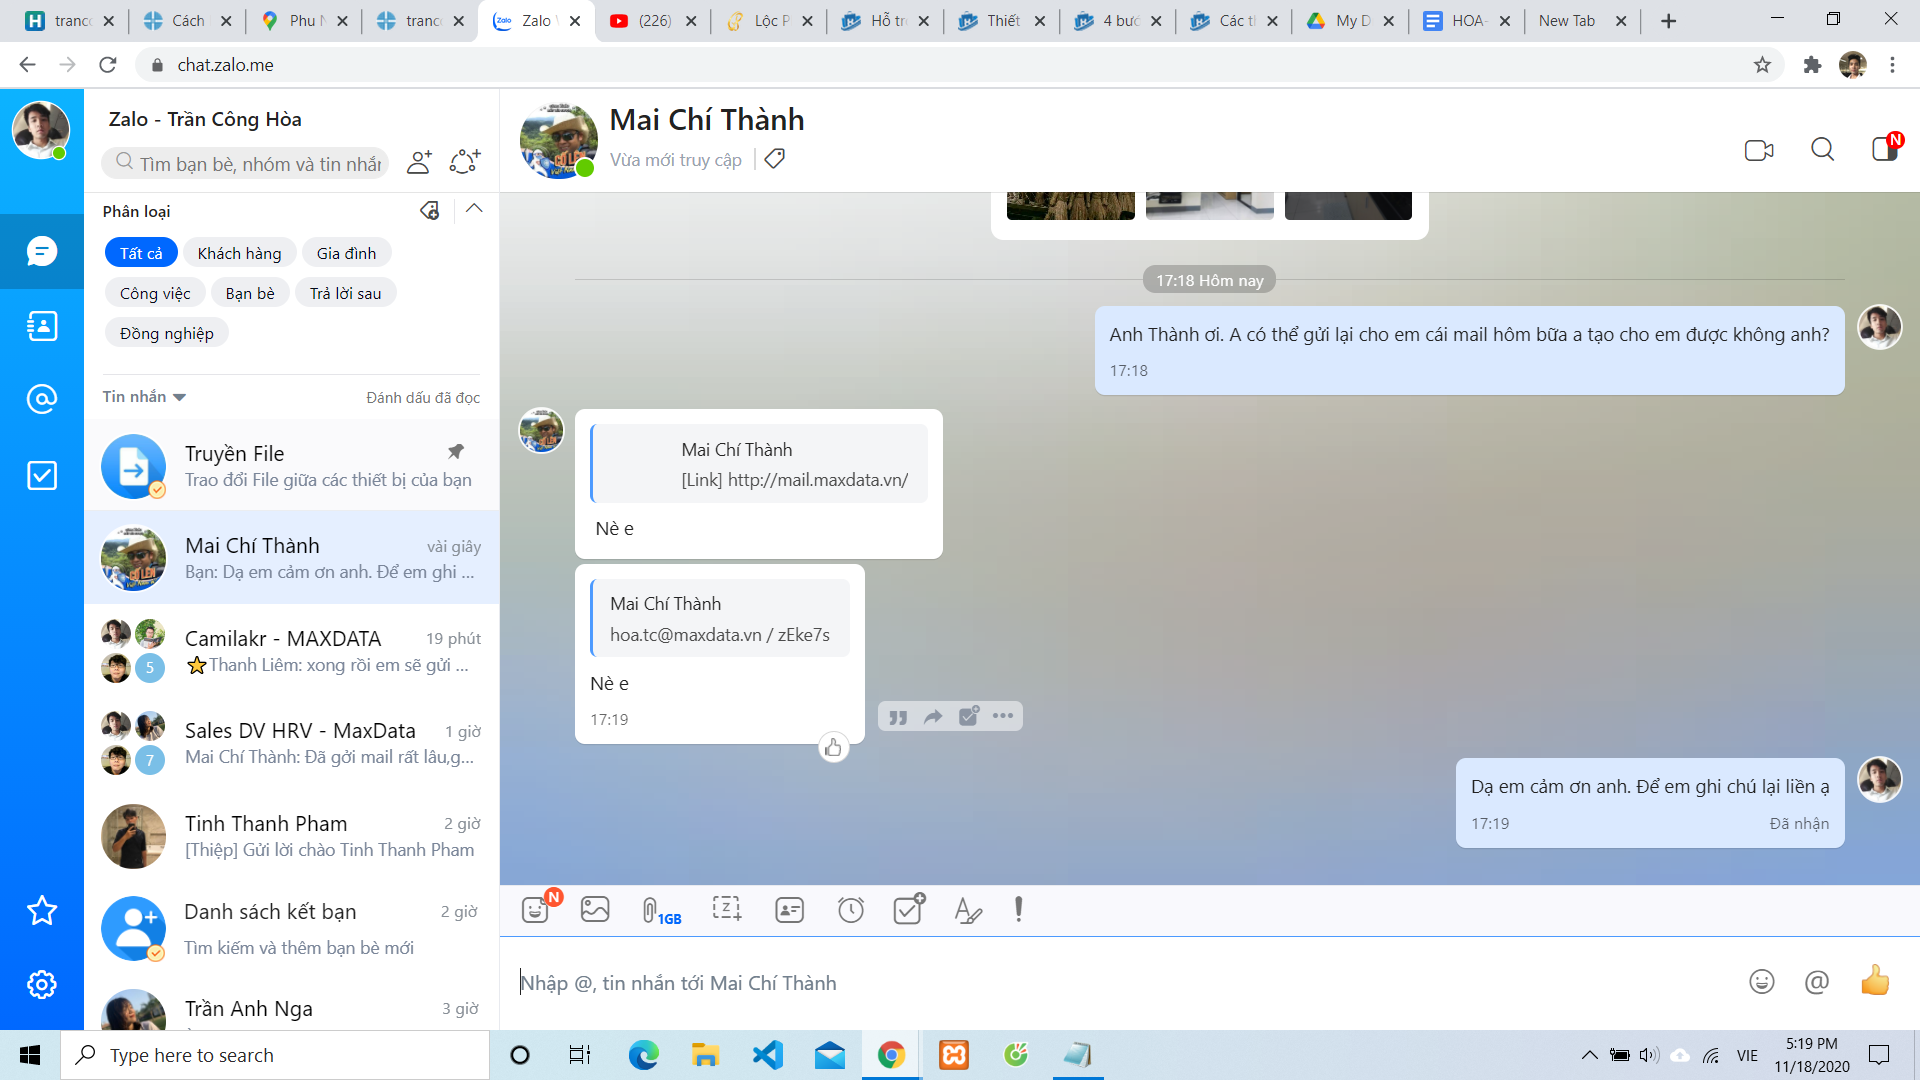 tranco
Cách
Phu N
tranco
Zalo
(226)
Lộc P
Hỗ tr
Thiết
4 bướ
Các t
My D
HOA-
New Tab
chat.zalo.me
Zalo - Trần Công Hòa
Tìm bạn bè, nhóm và tin nhắn
Phân loại
Tất cả
Khách hàng
Gia đình
Công việc
Bạn bè
Trả lời sau
Đồng nghiệp
Tin nhắn
Đánh dấu đã đọc
Truyền File
Trao đổi File giữa các thiết bị của bạn
Mai Chí Thành
vài giây
Bạn: Dạ em cảm ơn anh. Để em ghi ...
Camilakr - MAXDATA
19 phút
5
Thanh Liêm: xong rồi em sẽ gửi ...
Sales DV HRV - MaxData
1 giờ
7
Mai Chí Thành: Đã gởi mail rất lâu,g...
Tinh Thanh Pham
2 giờ
[Thiệp] Gửi lời chào Tinh Thanh Pham
Danh sách kết bạn
2 giờ
Tìm kiếm và thêm bạn bè mới
Trần Anh Nga
3 giờ
Mai Chí Thành
Vừa mới truy cập
N
17:18 Hôm nay
Anh Thành ơi. A có thể gửi lại cho em cái mail hôm bữa a tạo cho em được không anh?
17:18
Mai Chí Thành
[Link] http://mail.maxdata.vn/
Nè e
Mai Chí Thành
hoa.tc@maxdata.vn / zEke7s
Nè e
17:19
Dạ em cảm ơn anh. Để em ghi chú lại liền ạ
17:19
Đã nhận
N
1GB
Nhập @, tin nhắn tới Mai Chí Thành
Type here to search
VIE
5:19 PM
11/18/2020